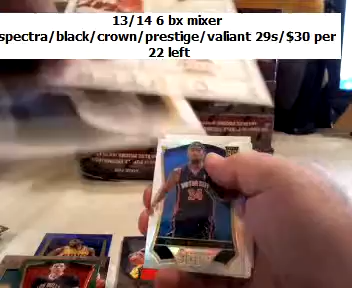 13/14 6 bx mixer
spectra/black/crown/prestige/valiant 29s/$30 per
22 left